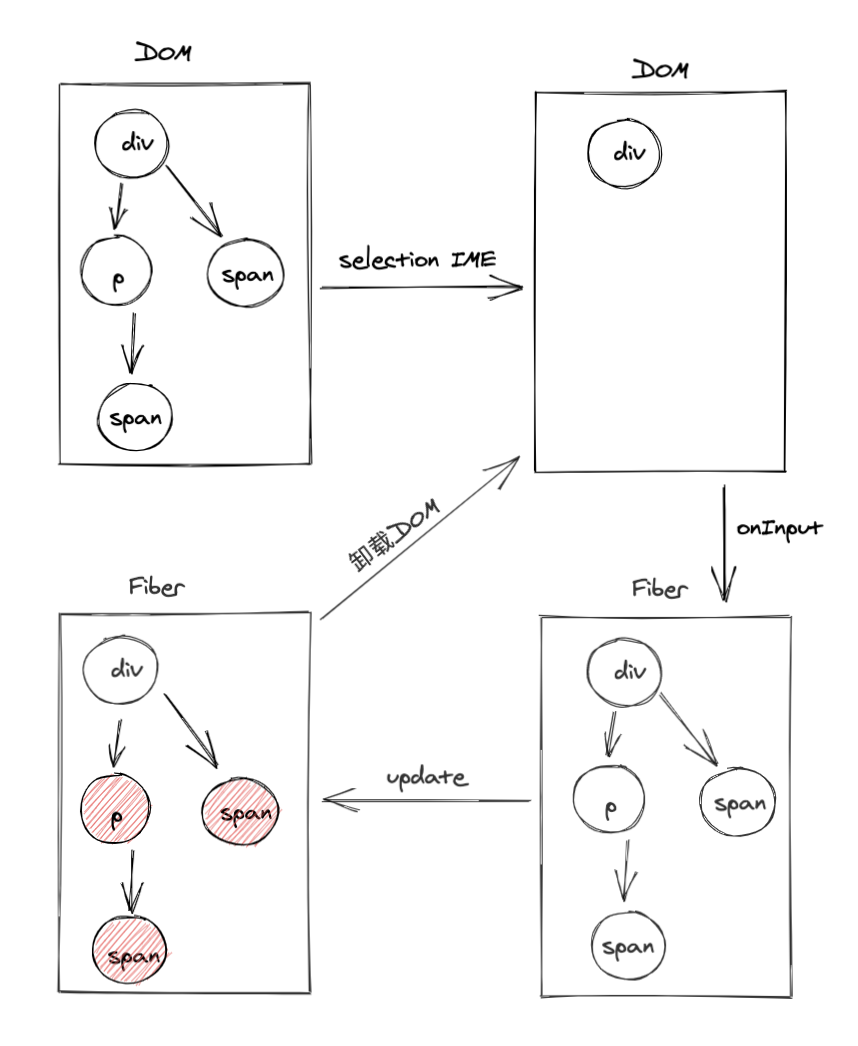 DOM
div
p
span
span
selection IME
DOM
div
卸载DOM
onInput
Fiber
div
p
span
span
update
Fiber
div
p
span
span